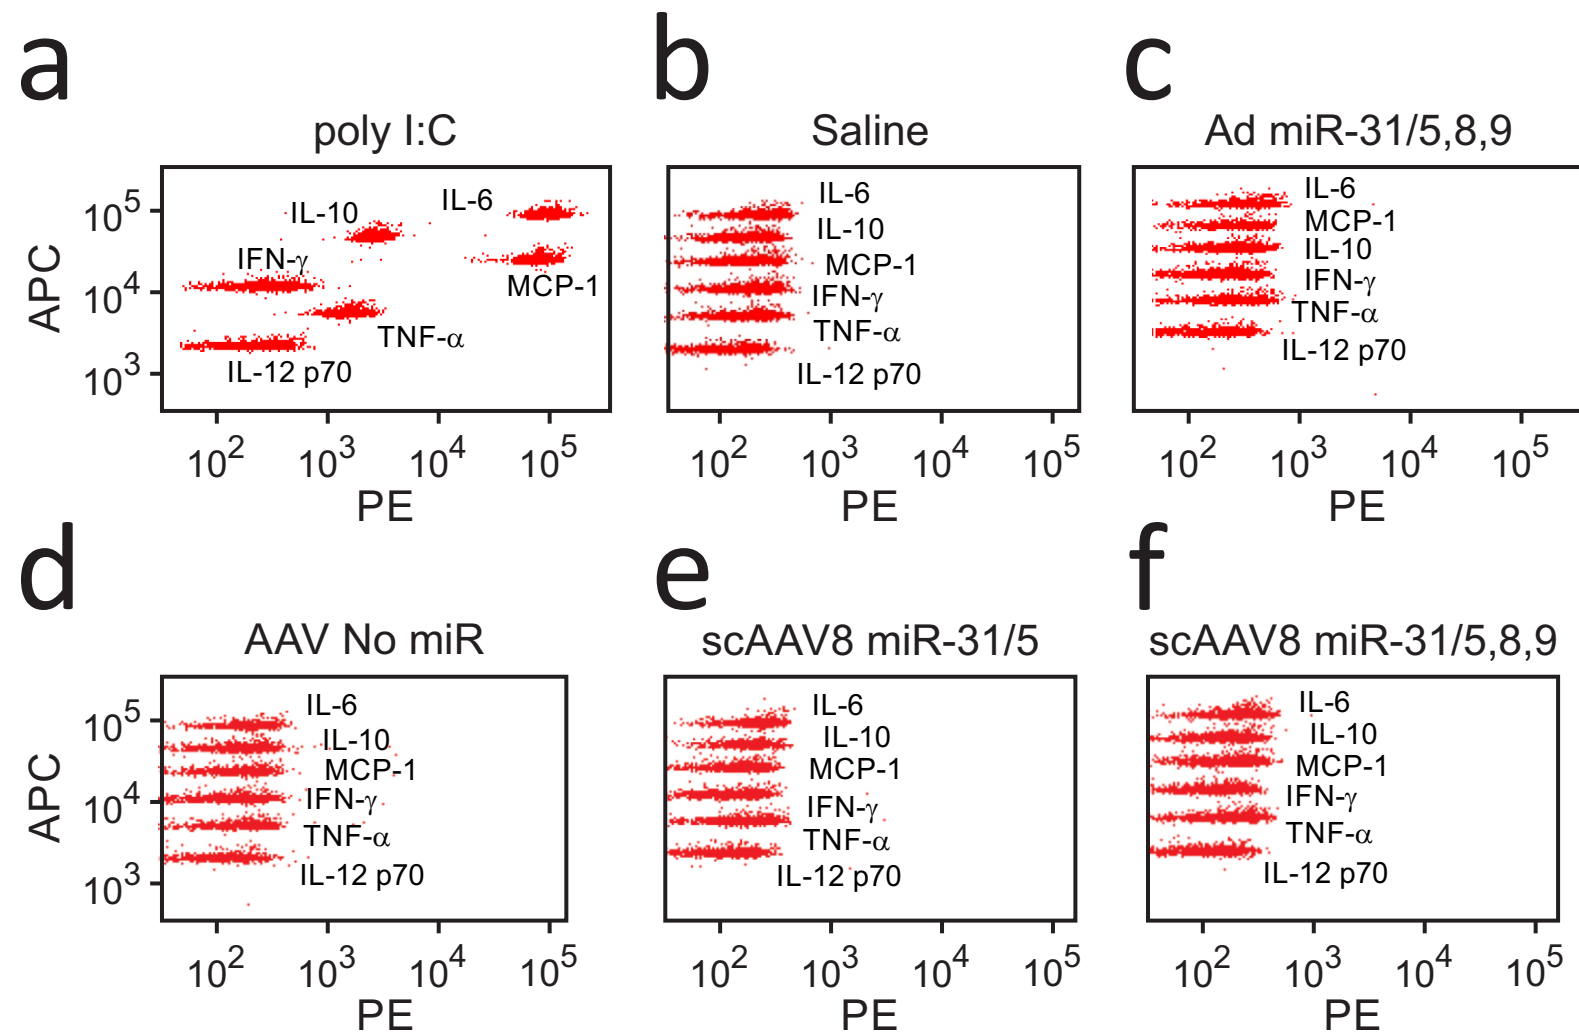 a
poly I:C
APC
10^5
10^4
10^3
IL-10
IL-6
IFN-γ
MCP-1
TNF-α
IL-12 p70
10^2 10^3 10^4 10^5
PE
b
Saline
IL-6
IL-10
MCP-1
IFN-γ
TNF-α
IL-12 p70
10^2 10^3 10^4 10^5
PE
c
Ad miR-31/5,8,9
IL-6
MCP-1
IL-10
IFN-γ
TNF-α
IL-12 p70
10^2 10^3 10^4 10^5
PE
d
AAV No miR
APC
10^5
10^4
10^3
IL-6
IL-10
MCP-1
IFN-γ
TNF-α
IL-12 p70
10^2 10^3 10^4 10^5
PE
e
scAAV8 miR-31/5
IL-6
IL-10
MCP-1
IFN-γ
TNF-α
IL-12 p70
10^2 10^3 10^4 10^5
PE
f
scAAV8 miR-31/5,8,9
IL-6
IL-10
MCP-1
IFN-γ
TNF-α
IL-12 p70
10^2 10^3 10^4 10^5
PE